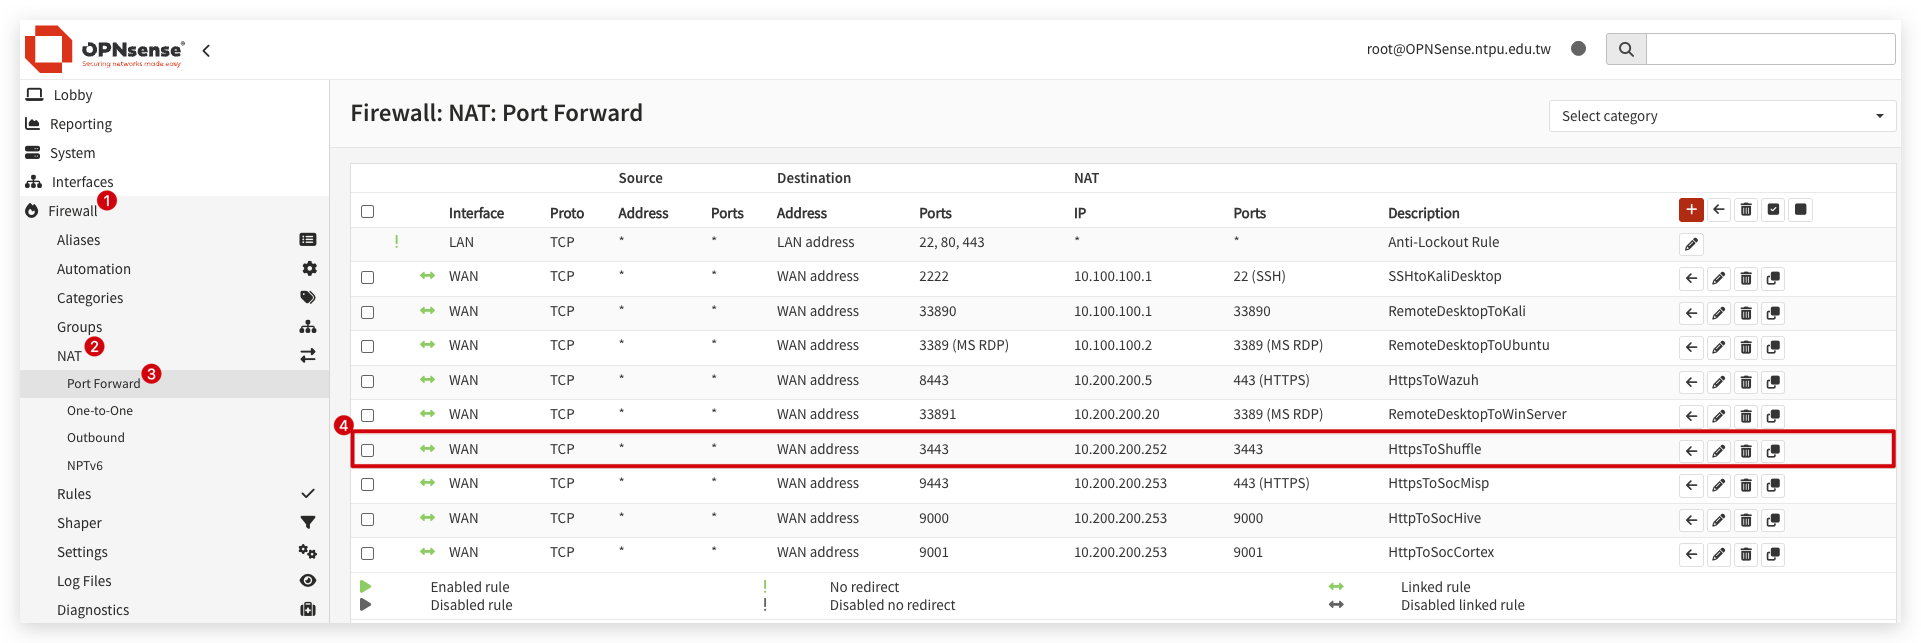 OPNsense®
Securing networks made easy
root@OPNSense.ntpu.edu.tw
Lobby
Reporting
System
Interfaces
Firewall 1
Aliases
Automation
Categories
Groups
NAT 2
Port Forward 3
One-to-One
Outbound
NPTv6
Rules
Shaper
Settings
Log Files
Diagnostics
Firewall: NAT: Port Forward
Select category
Source Destination NAT
Interface Proto Address Ports Address Ports IP Ports Description
! LAN TCP * * LAN address 22, 80, 443 * * Anti-Lockout Rule
WAN TCP * * WAN address 2222 10.100.100.1 22 (SSH) SSHtoKaliDesktop
WAN TCP * * WAN address 33890 10.100.100.1 33890 RemoteDesktopToKali
WAN TCP * * WAN address 3389 (MS RDP) 10.100.100.2 3389 (MS RDP) RemoteDesktopToUbuntu
WAN TCP * * WAN address 8443 10.200.200.5 443 (HTTPS) HttpsToWazuh
WAN TCP * * WAN address 33891 10.200.200.20 3389 (MS RDP) RemoteDesktopToWinServer
4 WAN TCP * * WAN address 3443 10.200.200.252 3443 HttpsToShuffle
WAN TCP * * WAN address 9443 10.200.200.253 443 (HTTPS) HttpsToSocMisp
WAN TCP * * WAN address 9000 10.200.200.253 9000 HttpToSocHive
WAN TCP * * WAN address 9001 10.200.200.253 9001 HttpToSocCortex
Enabled rule ! No redirect Linked rule
Disabled rule ! Disabled no redirect Disabled linked rule